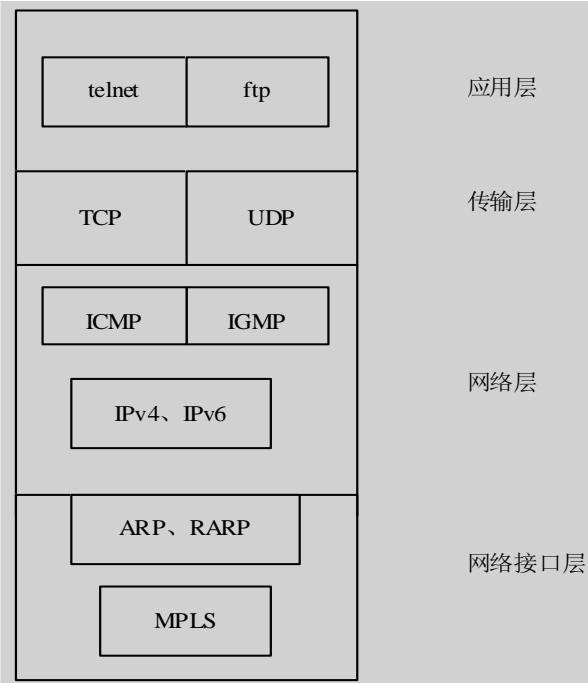 telnet ftp 应用层
TCP UDP 传输层
ICMP IGMP
IPv4、IPv6 网络层
ARP、RARP
网络接口层
MPLS